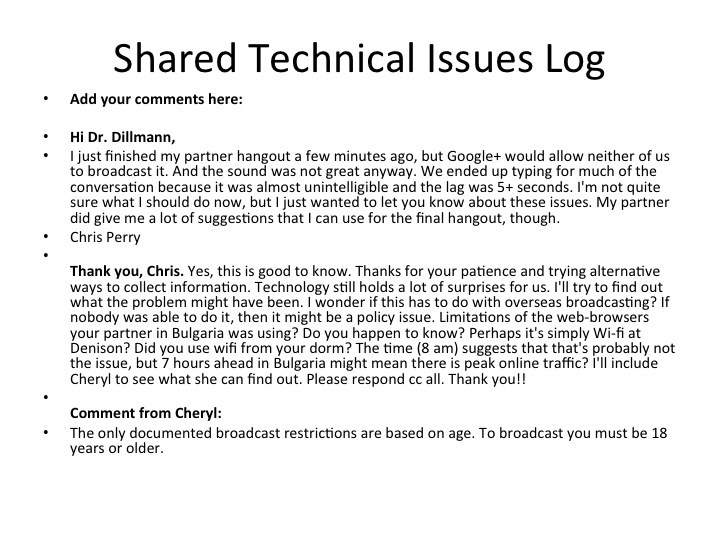 Shared Technical Issues Log
• Add your comments here:
• Hi Dr. Dillmann,
• I just finished my partner hangout a few minutes ago, but Google+ would allow neither of us
to broadcast it. And the sound was not great anyway. We ended up typing for much of the
conversation because it was almost unintelligible and the lag was 5+ seconds. I'm not quite
sure what I should do now, but I just wanted to let you know about these issues. My partner
did give me a lot of suggestions that I can use for the final hangout, though.
• Chris Perry
•
Thank you, Chris. Yes, this is good to know. Thanks for your patience and trying alternative
ways to collect information. Technology still holds a lot of surprises for us. I'll try to find out
what the problem might have been. I wonder if this has to do with overseas broadcasting? If
nobody was able to do it, then it might be a policy issue. Limitations of the web-browsers
your partner in Bulgaria was using? Do you happen to know? Perhaps it's simply Wi-fi at
Denison? Did you use wifi from your dorm? The time (8 am) suggests that that's probably not
the issue, but 7 hours ahead in Bulgaria might mean there is peak online traffic? I'll include
Cheryl to see what she can find out. Please respond cc all. Thank you!!
•
Comment from Cheryl:
• The only documented broadcast restrictions are based on age. To broadcast you must be 18
years or older.